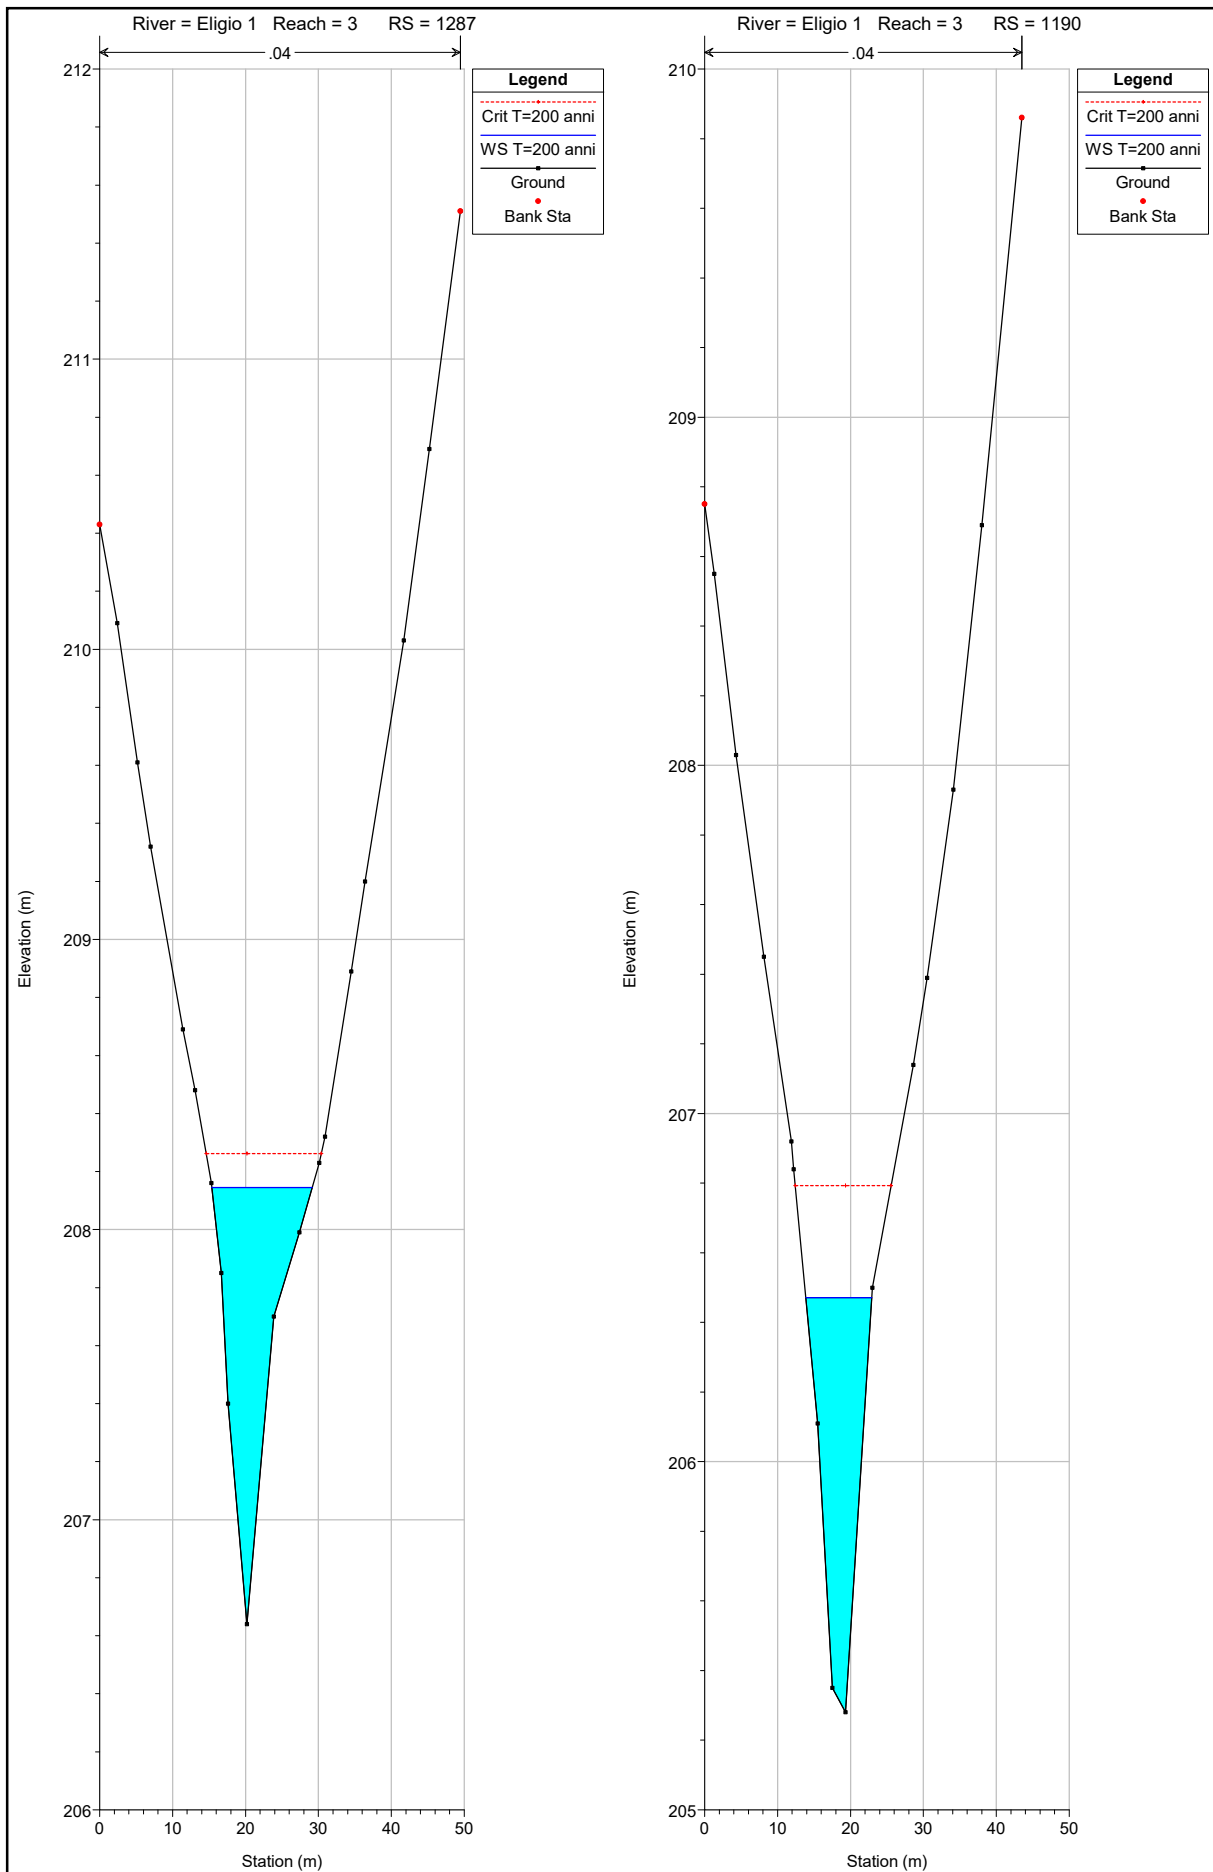 River = Eligio 1 Reach = 3 RS = 1287
.04
Legend
Crit T=200 anni
WS T=200 anni
Ground
Bank Sta
212
211
210
209
208
207
206
Elevation (m)
0 10 20 30 40 50
Station (m)
River = Eligio 1 Reach = 3 RS = 1190
.04
Legend
Crit T=200 anni
WS T=200 anni
Ground
Bank Sta
210
209
208
207
206
205
Elevation (m)
0 10 20 30 40 50
Station (m)